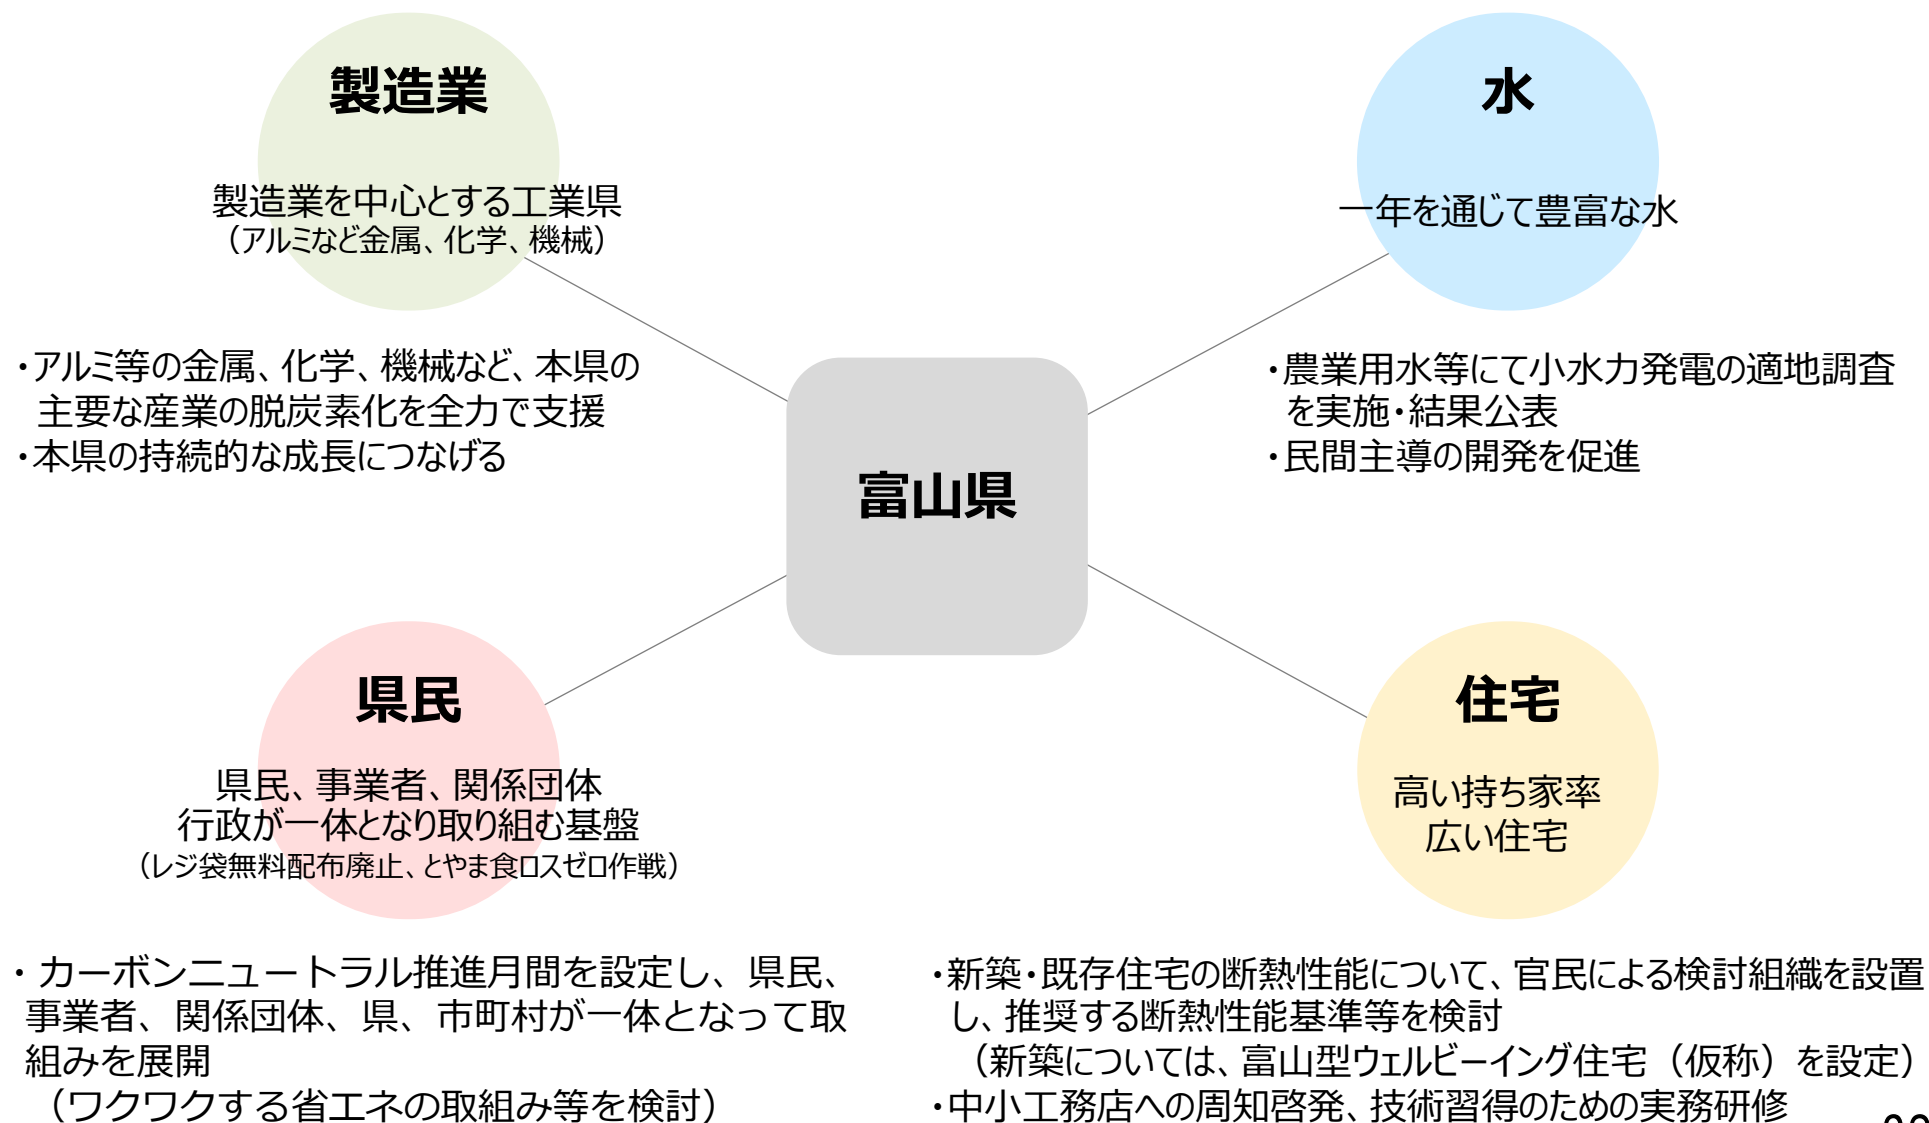 製造業
製造業を中心とする工業県
（アルミなど金属、化学、機械）
・アルミ等の金属、化学、機械など、本県の
主要な産業の脱炭素化を全力で支援
・本県の持続的な成長につなげる
水
一年を通じて豊富な水
・農業用水等にて小水力発電の適地調査
を実施・結果公表
・民間主導の開発を促進
富山県
県民
県民、事業者、関係団体
行政が一体となり取り組む基盤
（レジ袋無料配布廃止、とやま食ロスゼロ作戦）
・カーボンニュートラル推進月間を設定し、県民、
事業者、関係団体、県、市町村が一体となって取
組みを展開
（ワクワクする省エネの取組み等を検討）
住宅
高い持ち家率
広い住宅
・新築・既存住宅の断熱性能について、官民による検討組織を設置
し、推奨する断熱性能基準等を検討
（新築については、富山型ウェルビーイング住宅（仮称）を設定）
・中小工務店への周知啓発、技術習得のための実務研修